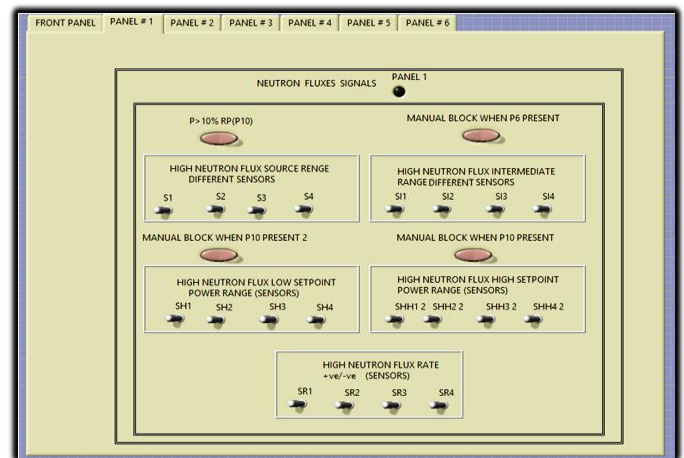 FRONT PANEL PANEL # 1 PANEL # 2 PANEL # 3 PANEL # 4 PANEL # 5 PANEL # 6
NEUTRON FLUXES SIGNALS PANEL 1
P>10% RP(P10) MANUAL BLOCK WHEN P6 PRESENT
HIGH NEUTRON FLUX SOURCE RENGE
DIFFERENT SENSORS
S1 S2 S3 S4
HIGH NEUTRON FLUX INTERMEDIATE
RANGE DIFFERENT SENSORS
SI1 SI2 SI3 SI4
MANUAL BLOCK WHEN P10 PRESENT 2 MANUAL BLOCK WHEN P10 PRESENT
HIGH NEUTRON FLUX LOW SETPOINT
POWER RANGE (SENSORS)
SH1 SH2 SH3 SH4
HIGH NEUTRON FLUX HIGH SETPOINT
POWER RANGE (SENSORS)
SHH1 2 SHH2 2 SHH3 2 SHH4 2
HIGH NEUTRON FLUX RATE
+ve/-ve (SENSORS)
SR1 SR2 SR3 SR4